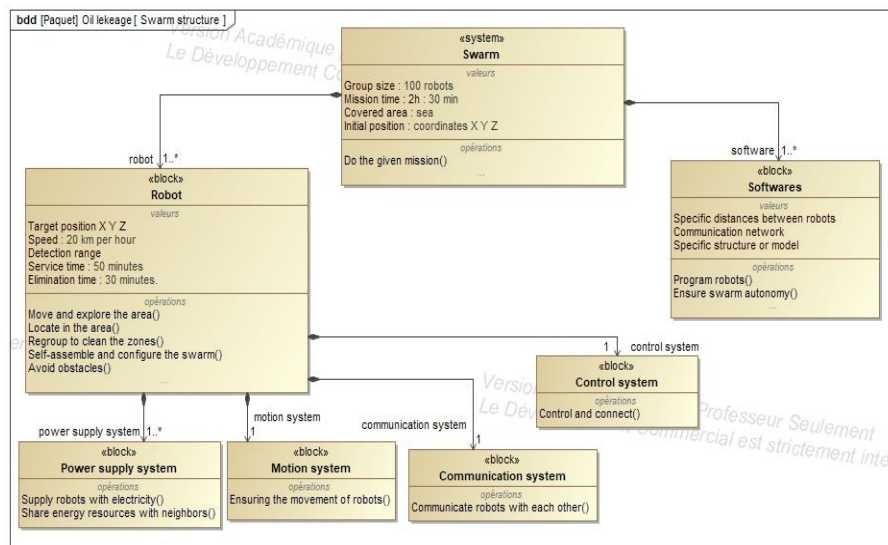 bdd [Paquet] Oil lekeage [ Swarm structure ]
Version Académique
Le Développement Co
«system»
Swarm
valeurs
Group size : 100 robots
Mission time : 2h : 30 min
Covered area : sea
Initial position : coordinates X Y Z
opérations
Do the given mission()
...
robot
1..*
software
1..*
«block»
Robot
valeurs
Target position X Y Z
Speed : 20 km per hour
Detection range
Service time : 50 minutes
Elimination time : 30 minutes.
opérations
Move and explore the area()
Locate in the area()
Regroup to clean the zones()
Self-assemble and configure the swarm()
Avoid obstacles()
...
«block»
Softwares
valeurs
Specific distances between robots
Communication network
Specific structure or model
opérations
Program robots()
Ensure swarm autonomy()
...
1
control system
«block»
Control system
opérations
Control and connect()
Version
Professeur Seulement
Le Dév
t Commercial est strictement inte
power supply system
1..*
motion system
1
communication system
1
«block»
Power supply system
opérations
Supply robots with electricity()
Share energy resources with neighbors()
«block»
Motion system
opérations
Ensuring the movement of robots()
«block»
Communication system
opérations
Communicate robots with each other()